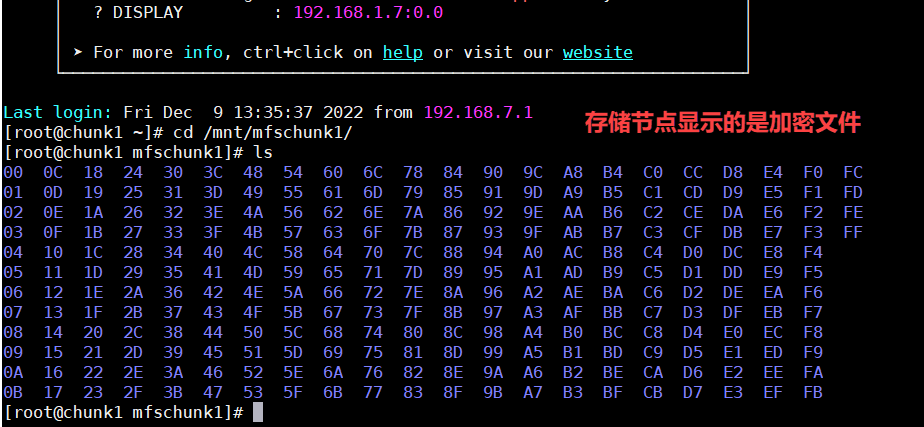 ? DISPLAY : 192.168.1.7:0.0
➤ For more info, ctrl+click on help or visit our website
Last login: Fri Dec  9 13:35:37 2022 from 192.168.7.1
存储节点显示的是加密文件
[root@chunk1 ~]# cd /mnt/mfschunk1/
[root@chunk1 mfschunk1]# ls
00 0C 18 24 30 3C 48 54 60 6C 78 84 90 9C A8 B4 C0 CC D8 E4 F0 FC
01 0D 19 25 31 3D 49 55 61 6D 79 85 91 9D A9 B5 C1 CD D9 E5 F1 FD
02 0E 1A 26 32 3E 4A 56 62 6E 7A 86 92 9E AA B6 C2 CE DA E6 F2 FE
03 0F 1B 27 33 3F 4B 57 63 6F 7B 87 93 9F AB B7 C3 CF DB E7 F3 FF
04 10 1C 28 34 40 4C 58 64 70 7C 88 94 A0 AC B8 C4 D0 DC E8 F4
05 11 1D 29 35 41 4D 59 65 71 7D 89 95 A1 AD B9 C5 D1 DD E9 F5
06 12 1E 2A 36 42 4E 5A 66 72 7E 8A 96 A2 AE BA C6 D2 DE EA F6
07 13 1F 2B 37 43 4F 5B 67 73 7F 8B 97 A3 AF BB C7 D3 DF EB F7
08 14 20 2C 38 44 50 5C 68 74 80 8C 98 A4 B0 BC C8 D4 E0 EC F8
09 15 21 2D 39 45 51 5D 69 75 81 8D 99 A5 B1 BD C9 D5 E1 ED F9
0A 16 22 2E 3A 46 52 5E 6A 76 82 8E 9A A6 B2 BE CA D6 E2 EE FA
0B 17 23 2F 3B 47 53 5F 6B 77 83 8F 9B A7 B3 BF CB D7 E3 EF FB
[root@chunk1 mfschunk1]#